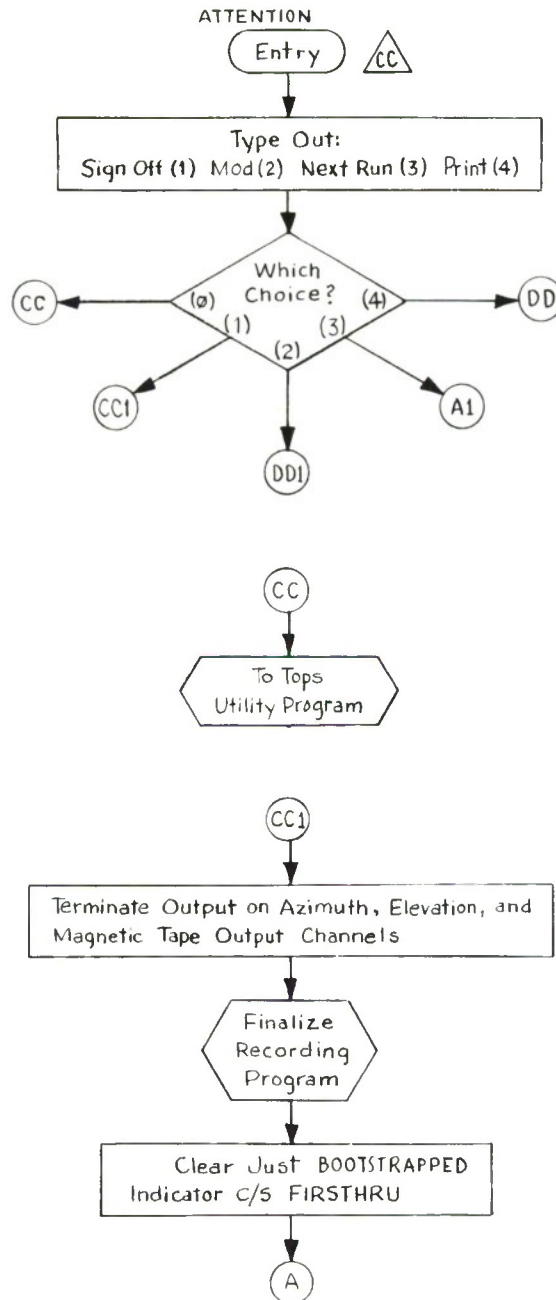 ATTENTION
Entry
CC
Type Out:
Sign Off (1) Mod (2) Next Run (3) Print (4)
Which
Choice?
(ø)
(4)
(1)
(3)
(2)
CC
DD
CC1
A1
DD1
CC
To Tops
Utility Program
CC1
Terminate Output on Azimuth, Elevation, and
Magnetic Tape Output Channels
Finalize
Recording
Program
Clear Just BOOTSTRAPPED
Indicator C/S FIRSTHRU
A